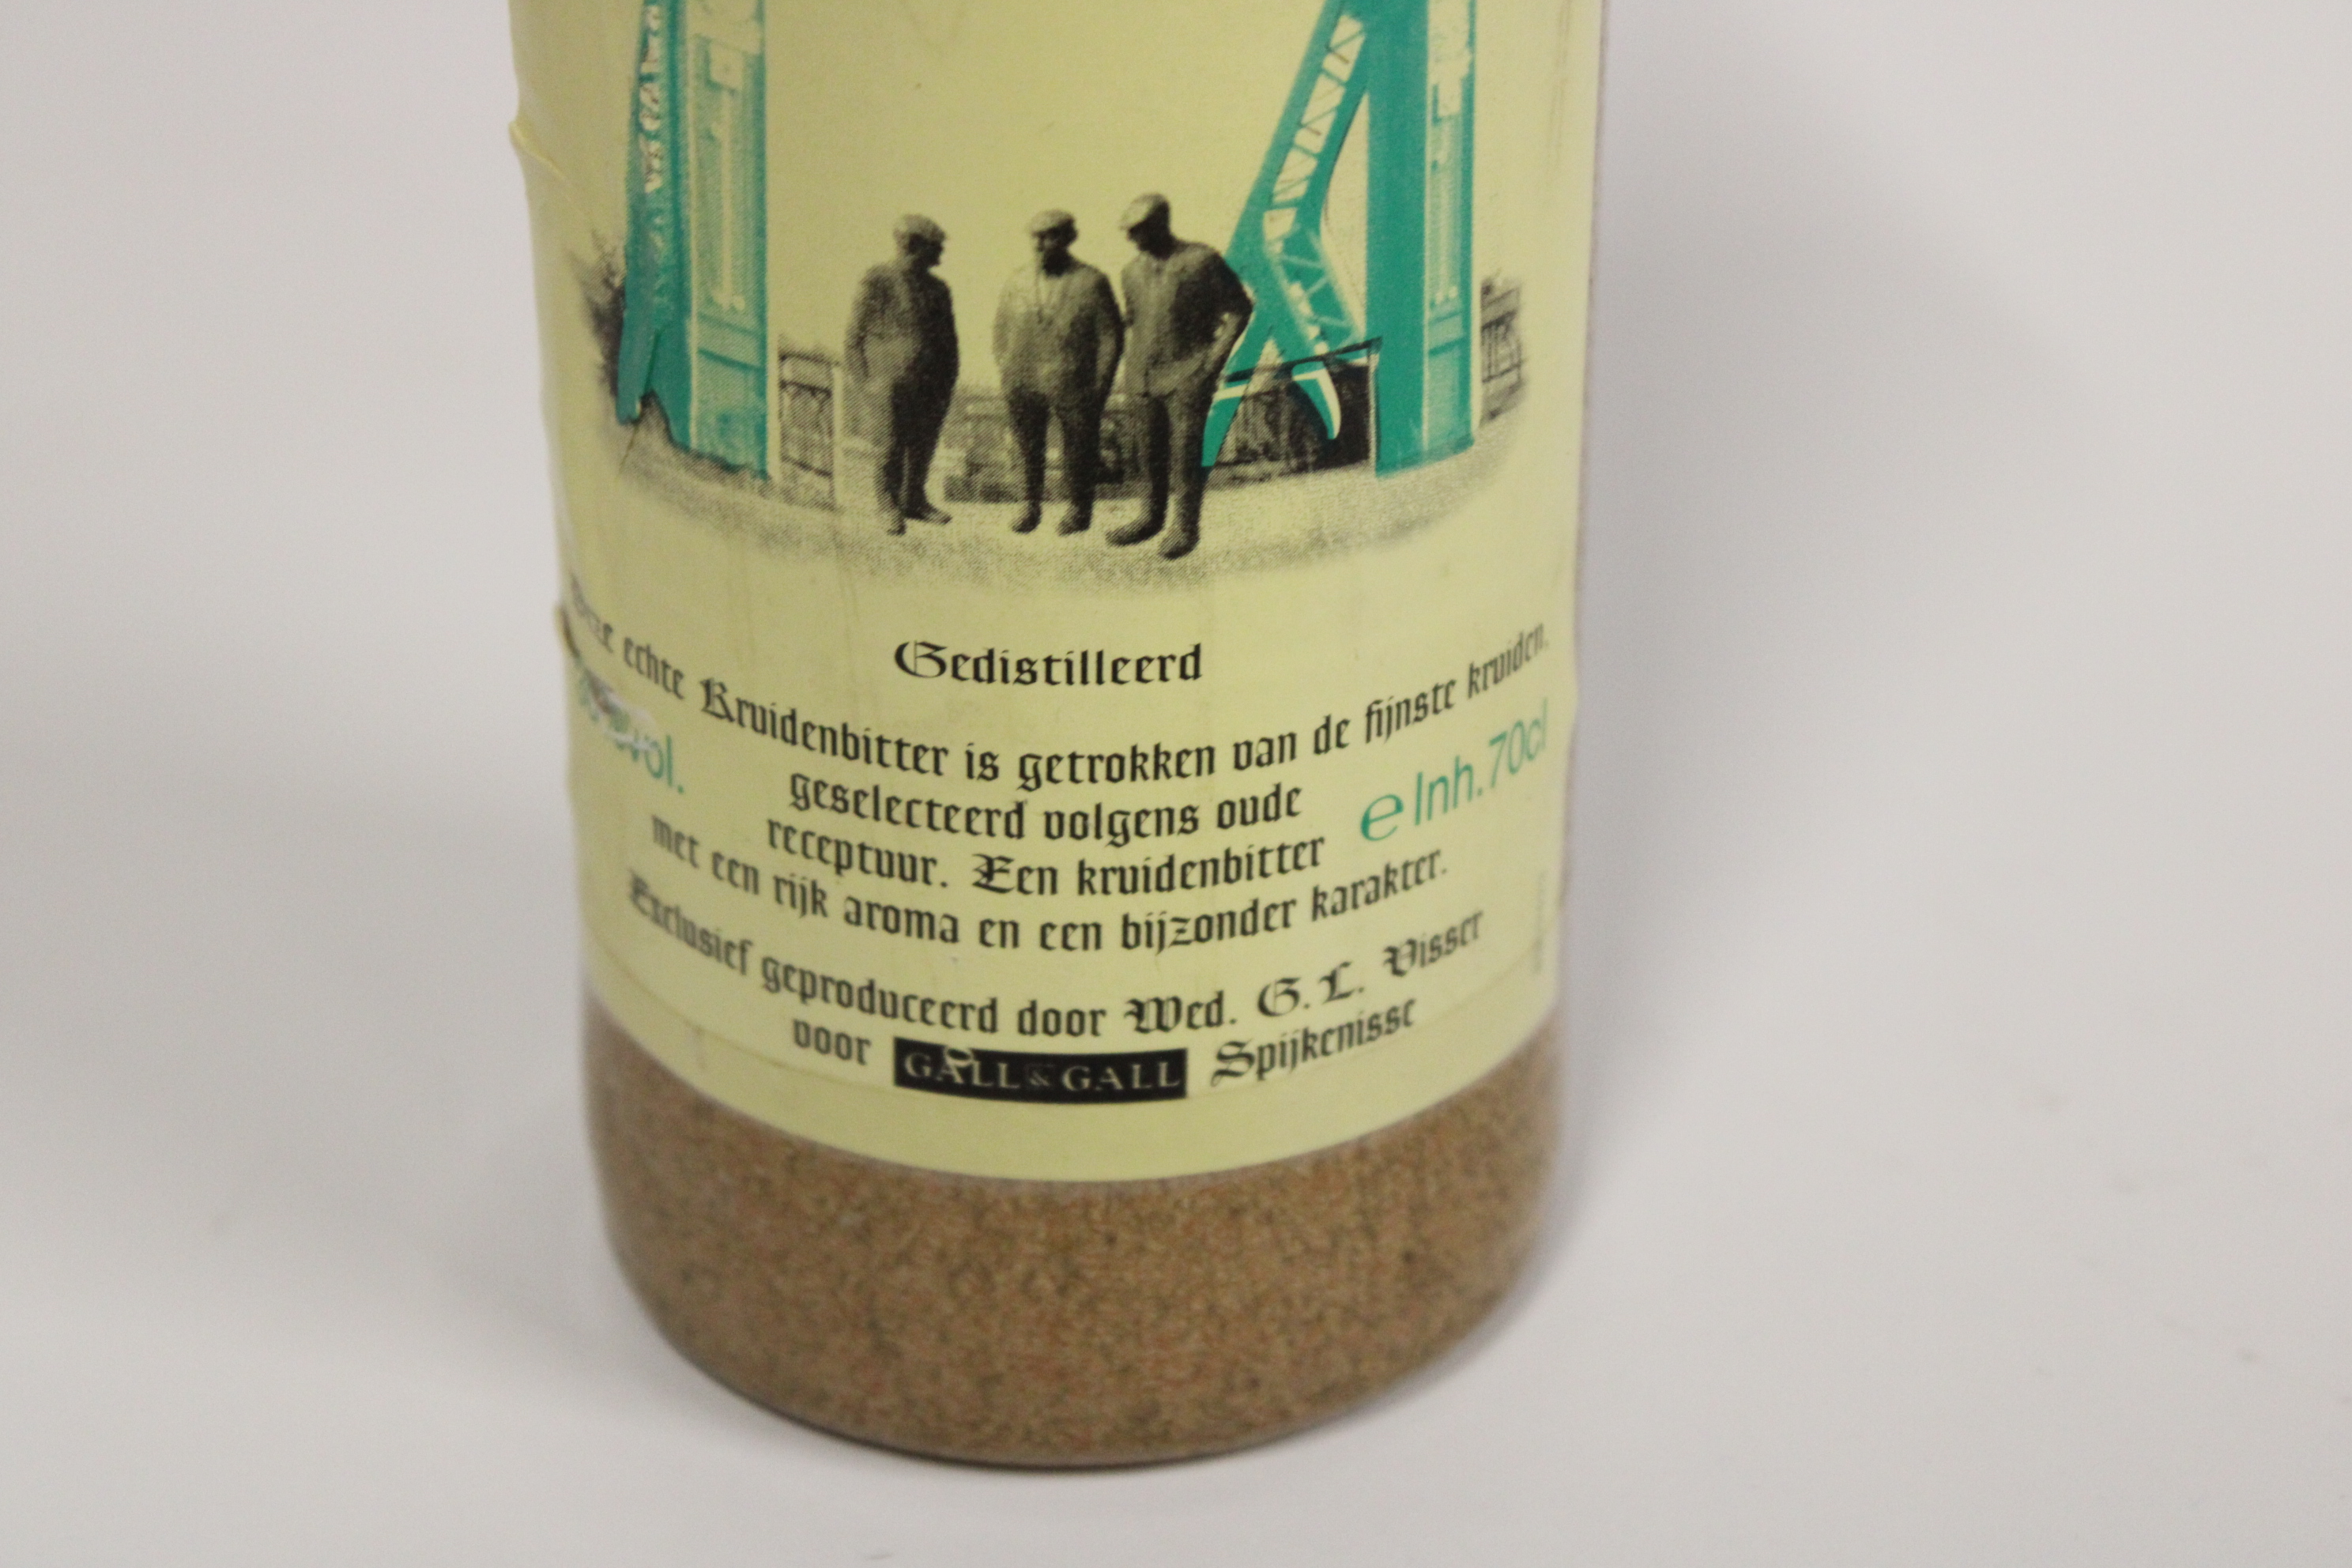 Gedistilleerd
Deze echte Kruidenbitter is getrokken van de fijnste kruiden,
geselecteerd volgens oude
vol.
e Inh. 70cl
receptuur. Een kruidenbitter
met een rijk aroma en een bijzonder karakter.
Exclusief geproduceerd door Wed. G.L. Visser
voor GALL & GALL Spijkenisse